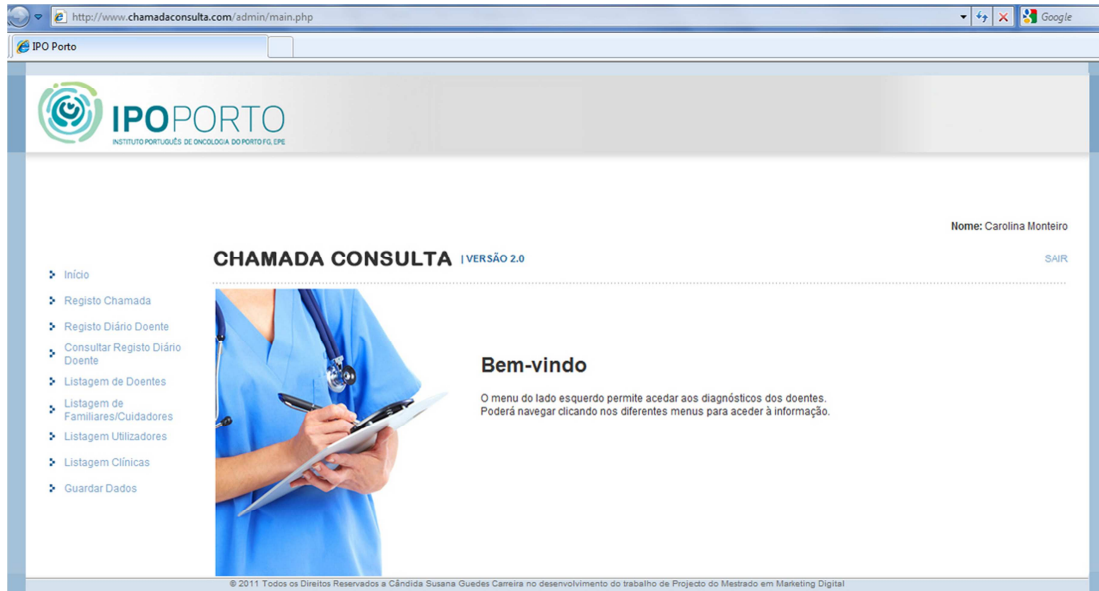 http://www.chamadaconsulta.com/admin/main.php
Google
IPO Porto
IPOPORTO
INSTITUTO PORTUGUÊS DE ONCOLOGIA DO PORTO FG, EPE
Nome: Carolina Monteiro
CHAMADA CONSULTA | VERSÃO 2.0
SAIR
Início
Registo Chamada
Registo Diário Doente
Consultar Registo Diário
Doente
Listagem de Doentes
Listagem de
Familiares/Cuidadores
Listagem Utilizadores
Listagem Clínicas
Guardar Dados
Bem-vindo
O menu do lado esquerdo permite acedar aos diagnósticos dos doentes.
Poderá navegar clicando nos diferentes menus para aceder à informação.
© 2011 Todos os Direitos Reservados a Cândida Susana Guedes Carreira no desenvolvimento do trabalho de Projecto do Mestrado em Marketing Digital